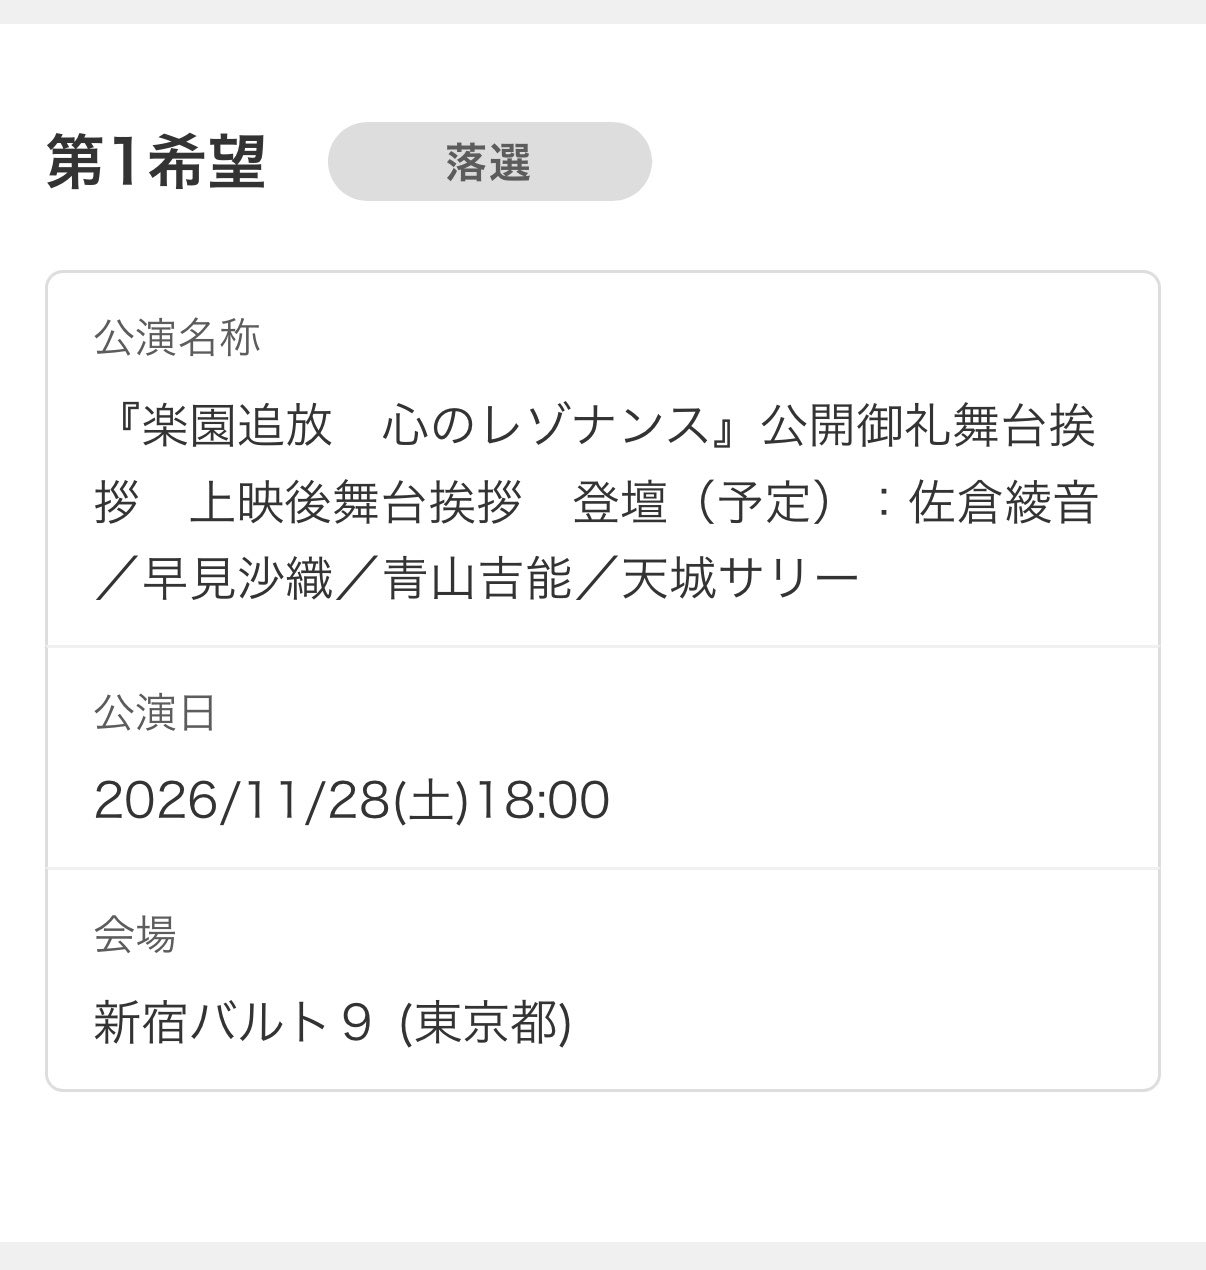 第1希望
落選
公演名称
『楽園追放　心のレゾナンス』公開御礼舞台挨
拶　上映後舞台挨拶　登壇（予定）：佐倉綾音
／早見沙織／青山吉能／天城サリー
公演日
2026/11/28(土)18:00
会場
新宿バルト９ (東京都)